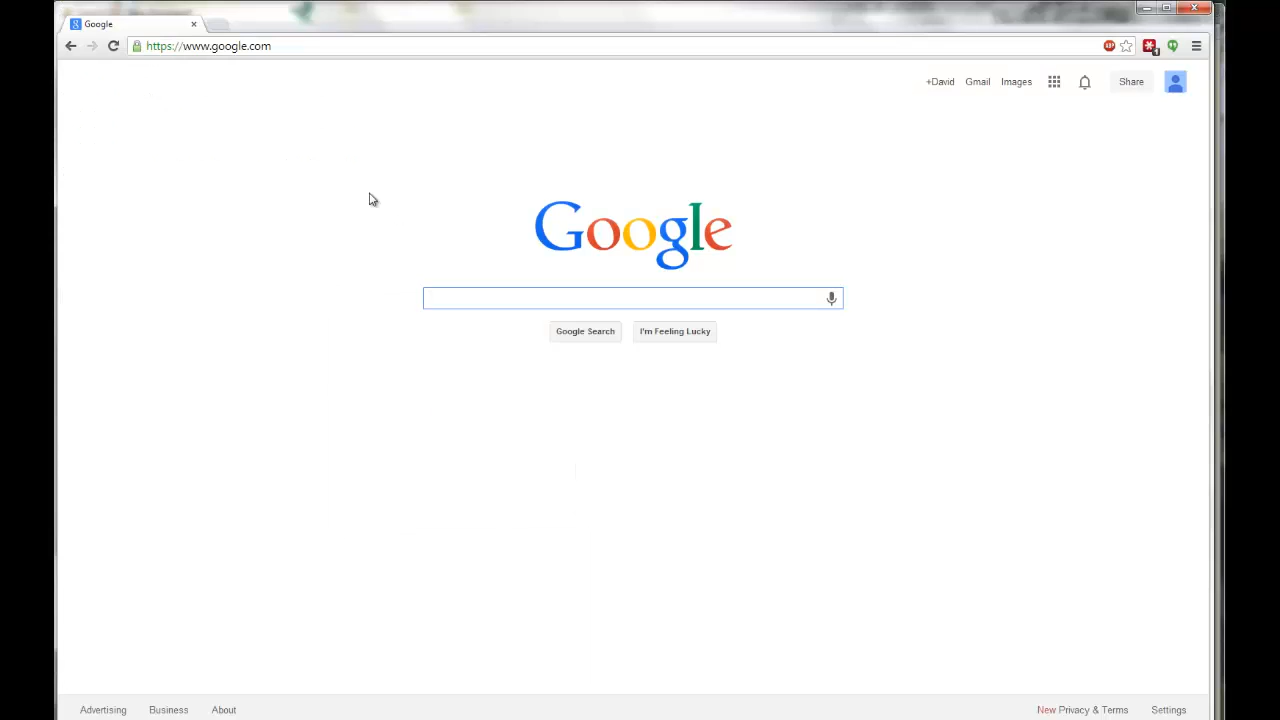 Google
https://www.google.com
+David Gmail Images Share
Google
Google Search I'm Feeling Lucky
Advertising Business About New Privacy & Terms Settings